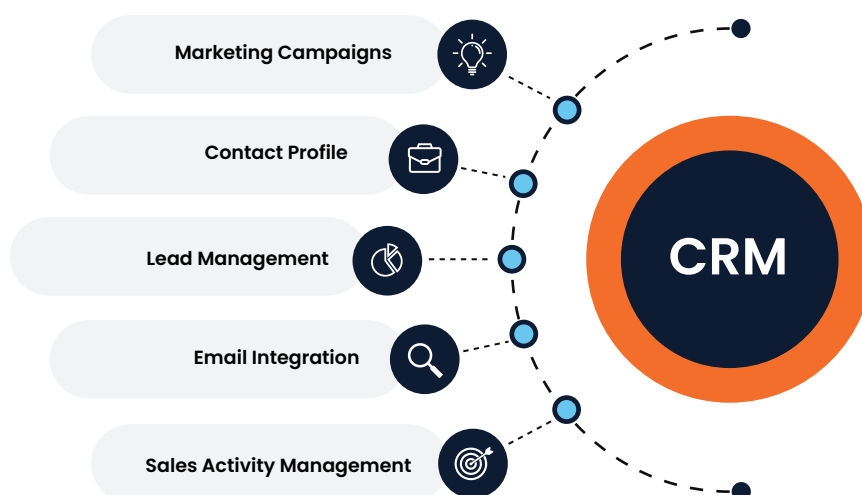 Marketing Campaigns
Contact Profile
Lead Management
CRM
Email Integration
Sales Activity Management